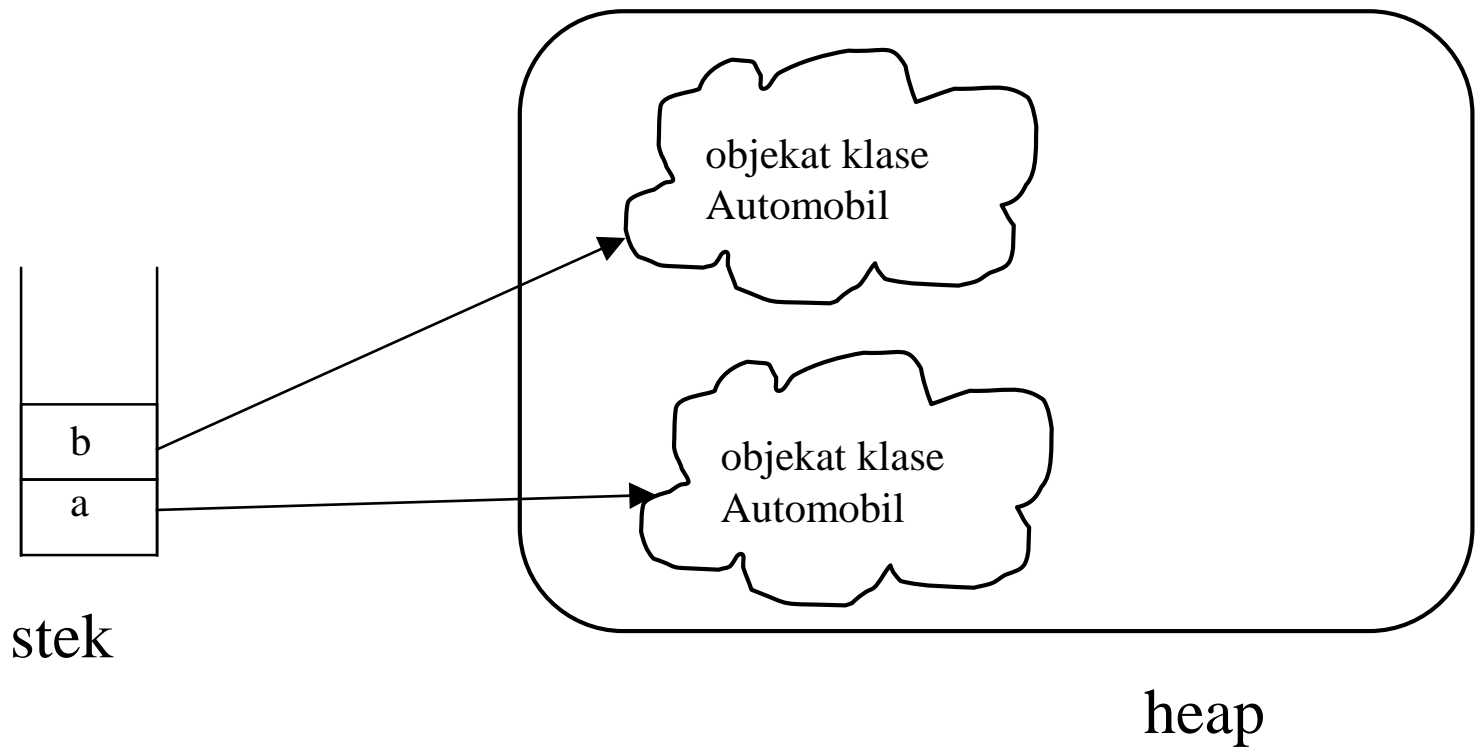 objekat klase
Automobil
b
a
objekat klase
Automobil
stek
heap